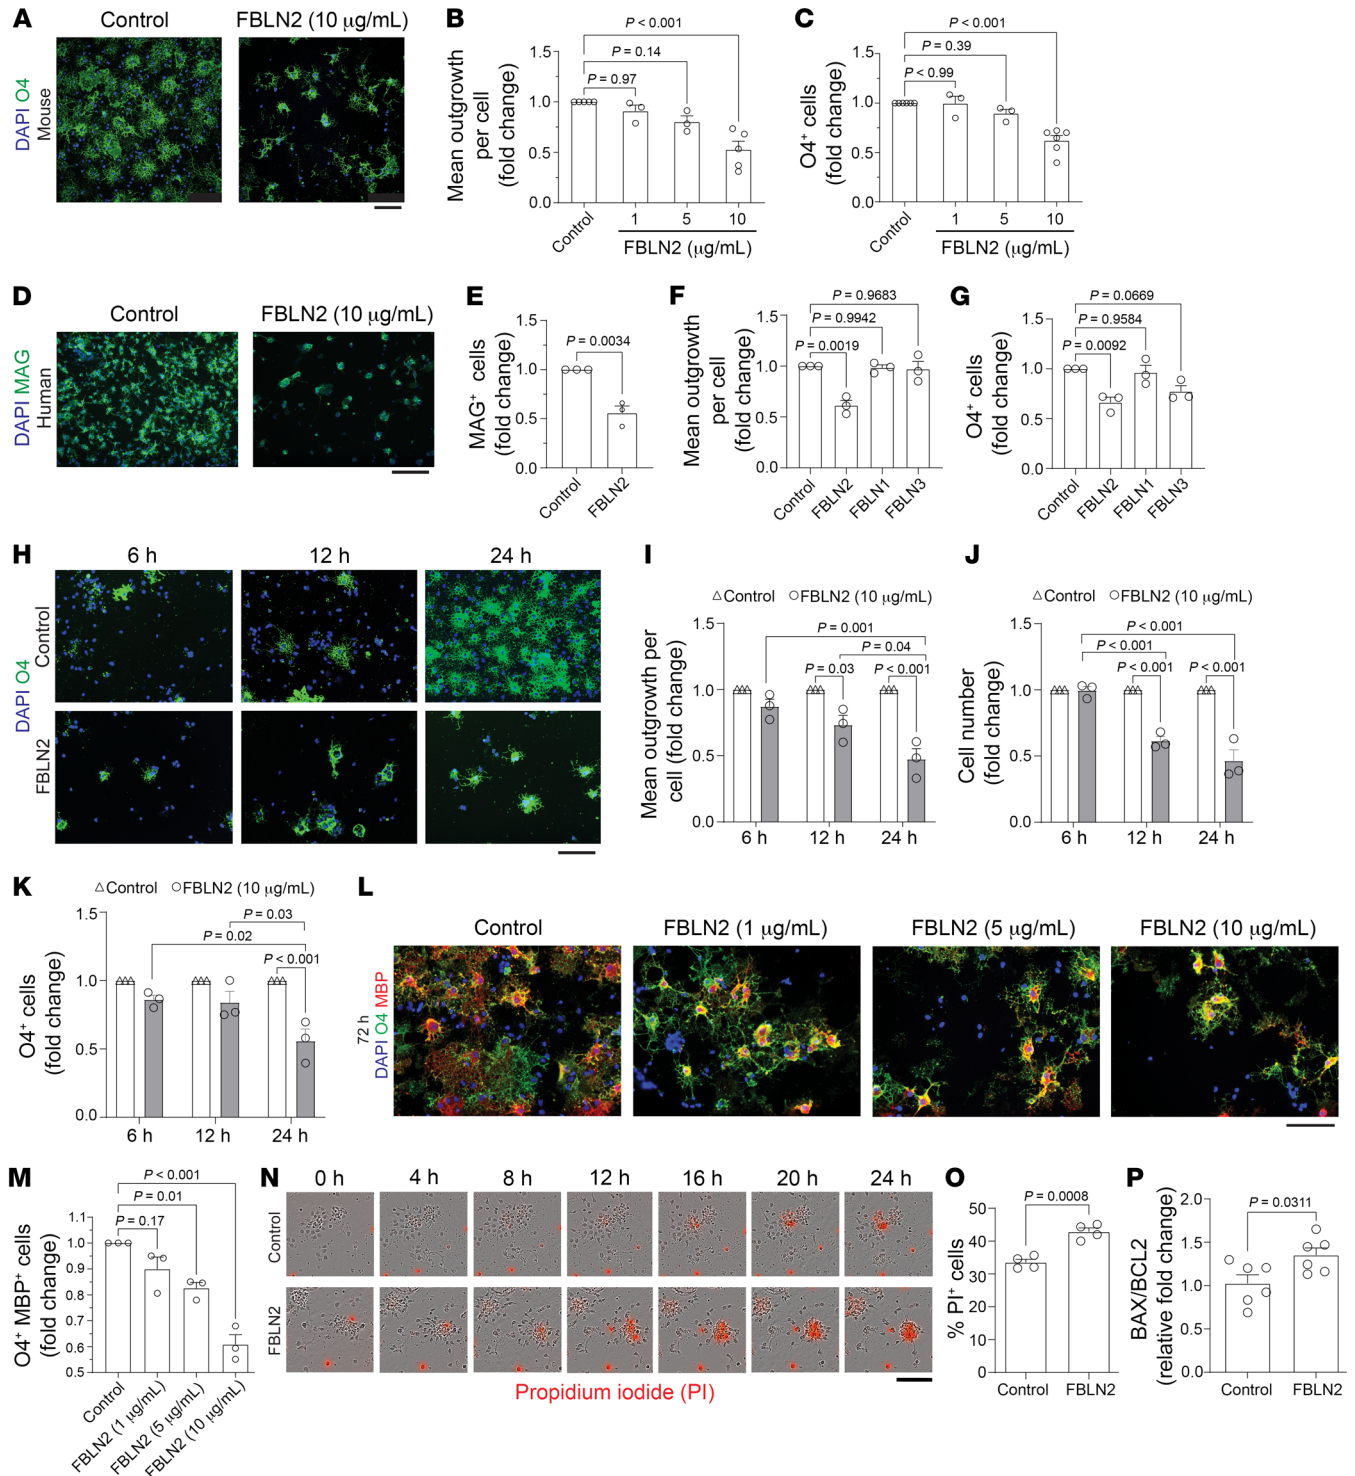 A
Control
FBLN2 (10 µg/mL)
DAPI O4
Mouse
B
Mean outgrowth
per cell
(fold change)
1.5
1.0
0.5
0.0
P < 0.001
P = 0.14
P = 0.97
Control
1
5
10
FBLN2 (µg/mL)
C
O4+ cells
(fold change)
1.5
1.0
0.5
0.0
P < 0.001
P = 0.39
P < 0.99
Control
1
5
10
FBLN2 (µg/mL)
D
Control
FBLN2 (10 µg/mL)
DAPI MAG
Human
E
MAG+ cells
(fold change)
1.5
1.0
0.5
0.0
P = 0.0034
Control
FBLN2
F
Mean outgrowth
per cell
(fold change)
1.5
1.0
0.5
0.0
P = 0.9683
P = 0.9942
P = 0.0019
Control
FBLN2
FBLN1
FBLN3
G
O4+ cells
(fold change)
1.5
1.0
0.5
0.0
P = 0.0669
P = 0.9584
P = 0.0092
Control
FBLN2
FBLN1
FBLN3
H
6 h
12 h
24 h
DAPI O4
Control
FBLN2
I
Control
FBLN2 (10 µg/mL)
Mean outgrowth per
cell (fold change)
1.5
1.0
0.5
0.0
P = 0.001
P = 0.04
P = 0.03
P < 0.001
6 h
12 h
24 h
J
Control
FBLN2 (10 µg/mL)
Cell number
(fold change)
1.5
1.0
0.5
0.0
P < 0.001
P < 0.001
P < 0.001
P < 0.001
6 h
12 h
24 h
K
Control
FBLN2 (10 µg/mL)
O4+ cells
(fold change)
1.5
1.0
0.5
0.0
P = 0.03
P = 0.02
P < 0.001
6 h
12 h
24 h
L
Control
FBLN2 (1 µg/mL)
FBLN2 (5 µg/mL)
FBLN2 (10 µg/mL)
72 h
DAPI O4 MBP
M
O4+ MBP+ cells
(fold change)
1.1
1.0
0.9
0.8
0.7
0.6
0.5
P < 0.001
P = 0.01
P = 0.17
Control
FBLN2 (1 µg/mL)
FBLN2 (5 µg/mL)
FBLN2 (10 µg/mL)
N
0 h
4 h
8 h
12 h
16 h
20 h
24 h
Control
FBLN2
Propidium iodide (PI)
O
% PI+ cells
50
40
30
20
10
0
P = 0.0008
Control
FBLN2
P
BAX/BCL2
(relative fold change)
2.0
1.5
1.0
0.5
0.0
P = 0.0311
Control
FBLN2